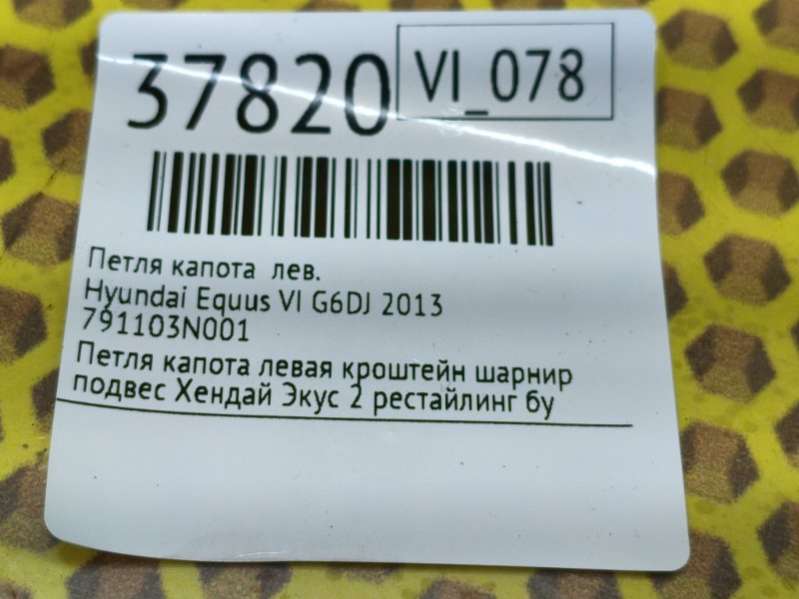 37820 VI_078
Петля капота лев.
Hyundai Equus VI G6DJ 2013
791103N001
Петля капота левая кроштейн шарнир
подвес Хендай Экус 2 рестайлинг бу